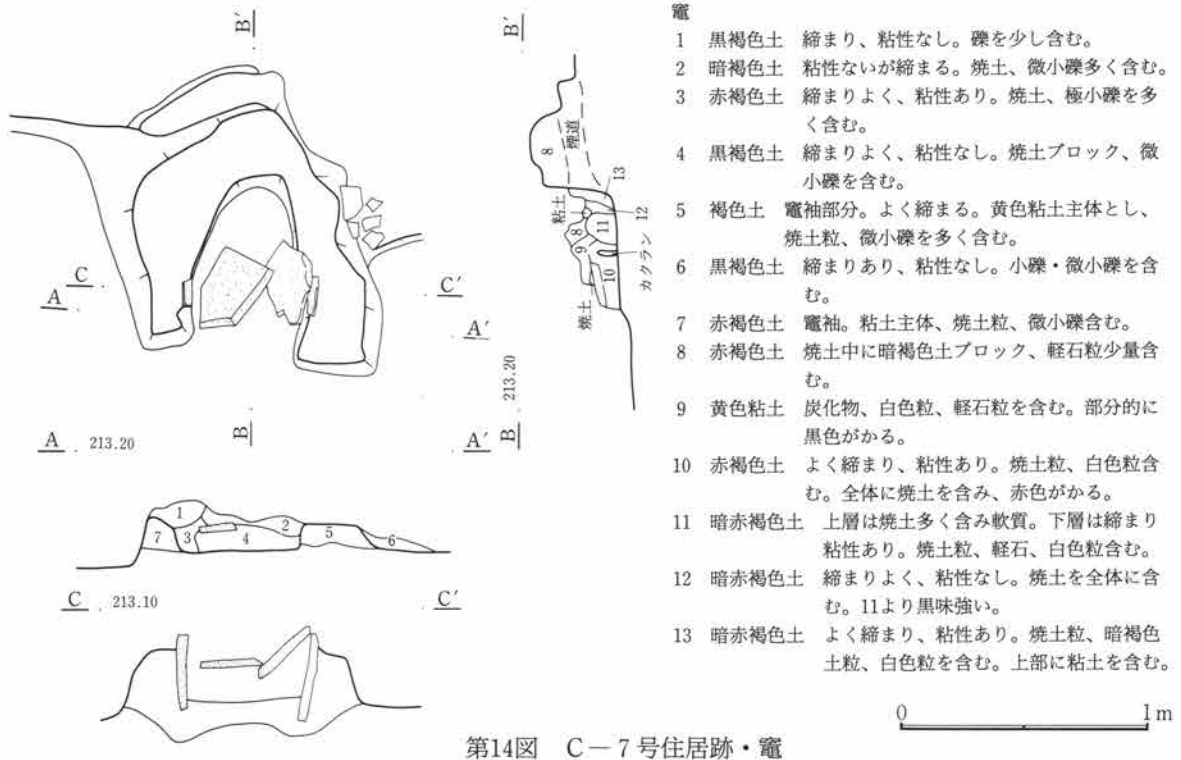 B'
B'
煙道
8
13
粘土
12
8
11
9
10
カクラン
焼土
C
C'
A
A'
B
B 213.20
A 213.20
A'
1
2
3
4
5
6
7
C 213.10
C'
竈
1 黒褐色土 締まり、粘性なし。礫を少し含む。
2 暗褐色土 粘性ないが締まる。焼土、微小礫多く含む。
3 赤褐色土 締まりよく、粘性あり。焼土、極小礫を多
く含む。
4 黒褐色土 締まりよく、粘性なし。焼土ブロック、微
小礫を含む。
5 褐色土 竈袖部分。よく締まる。黄色粘土主体とし、
焼土粒、微小礫を多く含む。
6 黒褐色土 締まりあり、粘性なし。小礫・微小礫を含
む。
7 赤褐色土 竈袖。粘土主体、焼土粒、微小礫含む。
8 赤褐色土 焼土中に暗褐色土ブロック、軽石粒少量含
む。
9 黄色粘土 炭化物、白色粒、軽石粒を含む。部分的に
黒色がかる。
10 赤褐色土 よく締まり、粘性あり。焼土粒、白色粒含
む。全体に焼土を含み、赤色がかる。
11 暗赤褐色土 上層は焼土多く含み軟質。下層は締まり
粘性あり。焼土粒、軽石、白色粒含む。
12 暗赤褐色土 締まりよく、粘性なし。焼土を全体に含
む。11より黒味強い。
13 暗赤褐色土 よく締まり、粘性あり。焼土粒、暗褐色
土粒、白色粒を含む。上部に粘土を含む。
0 1m
第14図 C-7号住居跡・竈